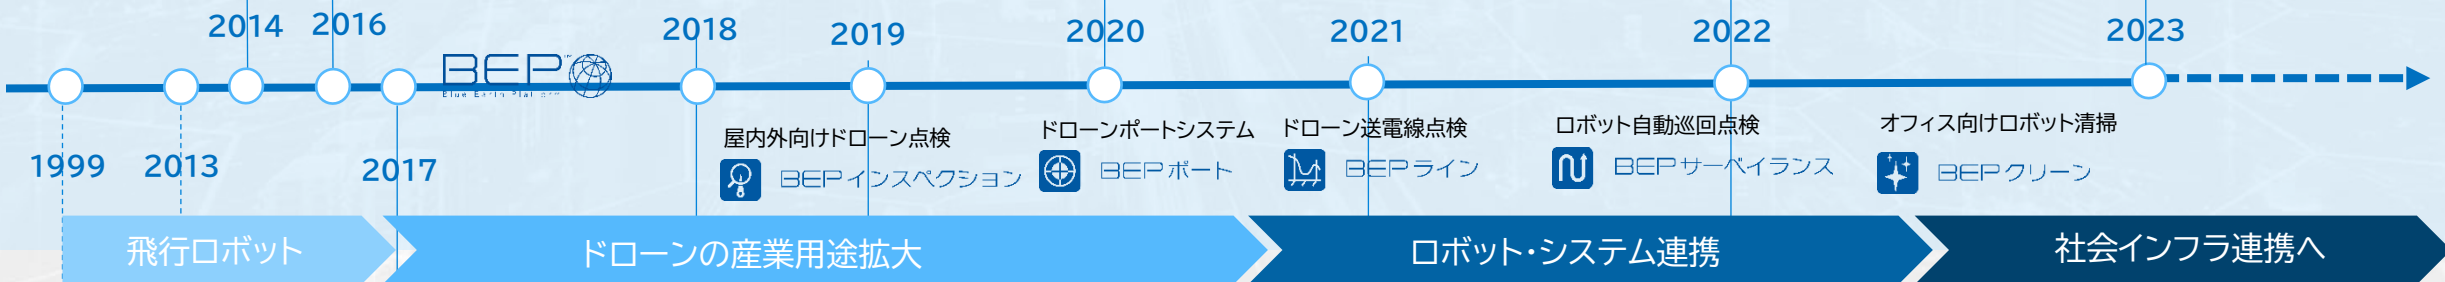 2014
2016
2018
2019
2020
2021
2022
2023
BEP
Blue Earth Platform
1999
2013
2017
屋内外向けドローン点検
BEPインスペクション
ドローンポートシステム
BEPポート
ドローン送電線点検
BEPライン
ロボット自動巡回点検
BEPサーベイランス
オフィス向けロボット清掃
BEPクリーン
飛行ロボット
ドローンの産業用途拡大
ロボット・システム連携
社会インフラ連携へ